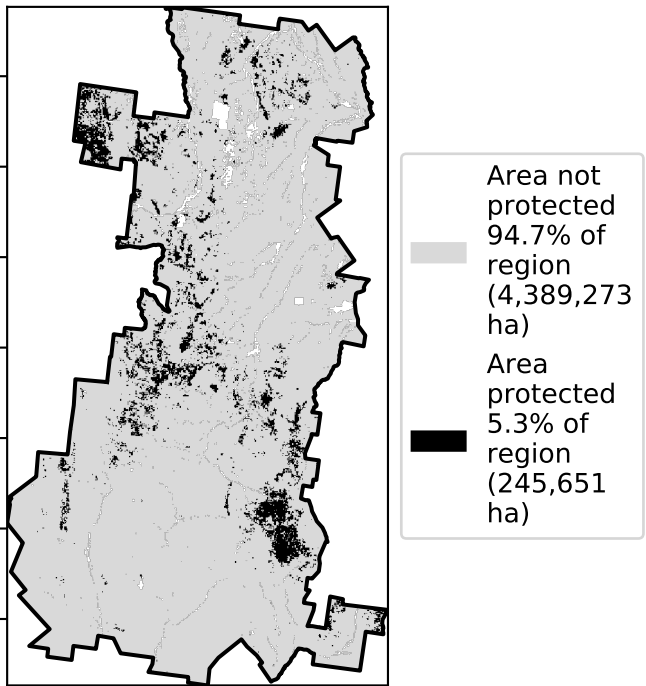 Area not
protected
94.7% of
region
(4,389,273
ha)
Area
protected
5.3% of
region
(245,651
ha)